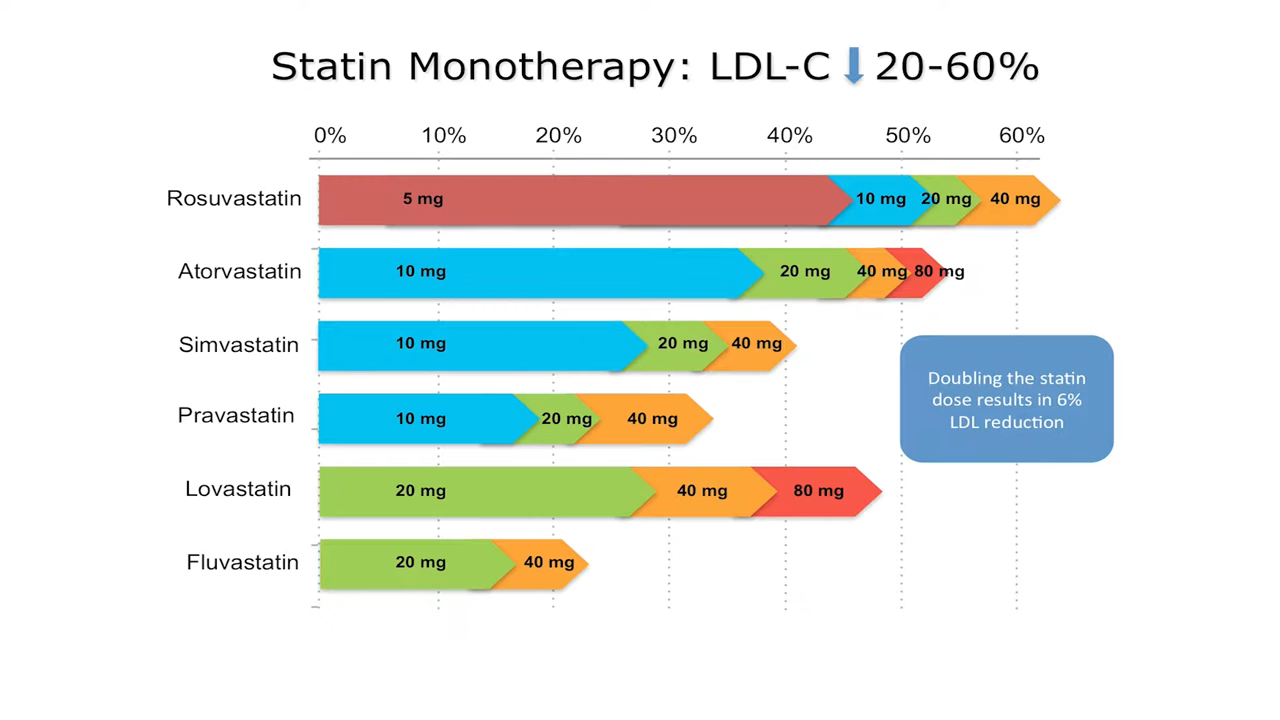 Statin Monotherapy: LDL-C 20-60%
0% 10% 20% 30% 40% 50% 60%
Rosuvastatin 5 mg 10 mg 20 mg 40 mg
Atorvastatin 10 mg 20 mg 40 mg 80 mg
Simvastatin 10 mg 20 mg 40 mg
Doubling the statin
dose results in 6%
LDL reduction
Pravastatin 10 mg 20 mg 40 mg
Lovastatin 20 mg 40 mg 80 mg
Fluvastatin 20 mg 40 mg